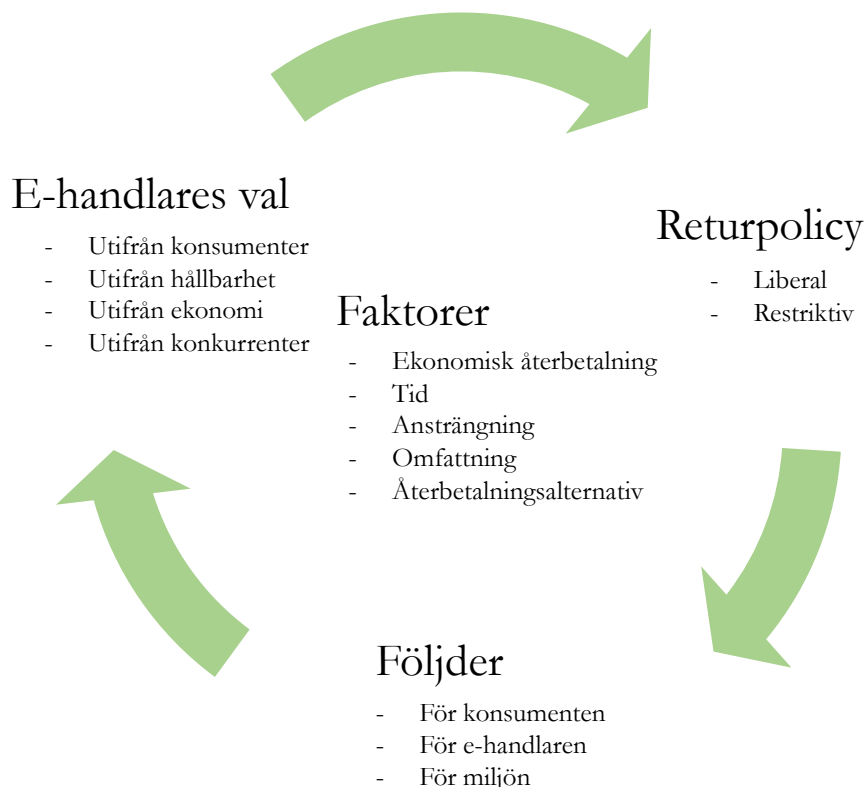 E-handlares val
- Utifrån konsumenter
- Utifrån hållbarhet
- Utifrån ekonomi
- Utifrån konkurrenter
Returpolicy
- Liberal
- Restriktiv
Faktorer
- Ekonomisk återbetalning
- Tid
- Ansträngning
- Omfattning
- Återbetalningsalternativ
Följder
- För konsumenten
- För e-handlaren
- För miljön